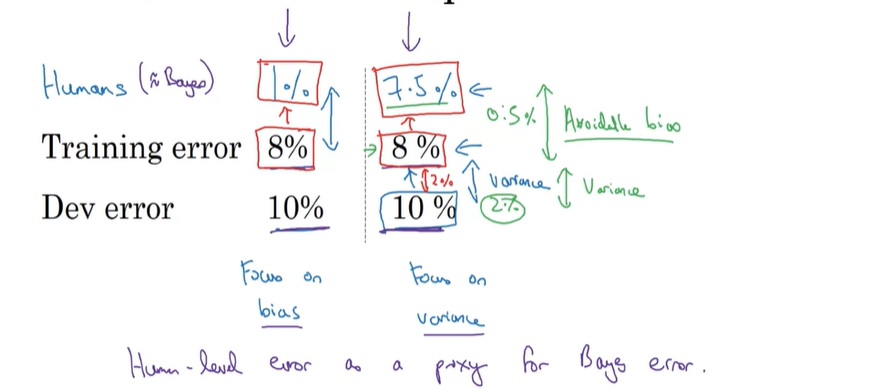 Humans (≈ Bayes) 1% 7.5% 0.5% Avoidable bias
Training error 8% 8 % 2% Variance Variance
Dev error 10% 10 % 2%
Focus on bias
Focus on variance
Human-level error as a proxy for Bayes error.